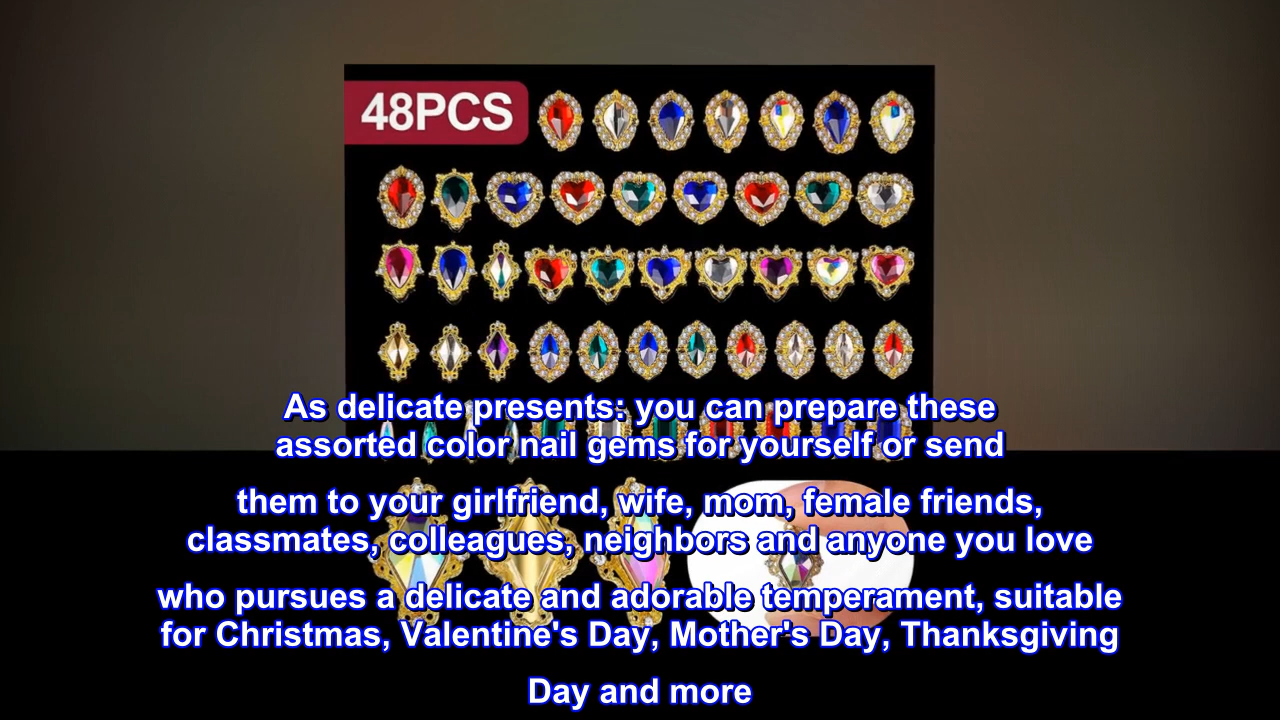 48PCS
As delicate presents: you can prepare these
assorted color nail gems for yourself or send
them to your girlfriend, wife, mom, female friends,
classmates, colleagues, neighbors and anyone you love
who pursues a delicate and adorable temperament, suitable
for Christmas, Valentine's Day, Mother's Day, Thanksgiving
Day and more